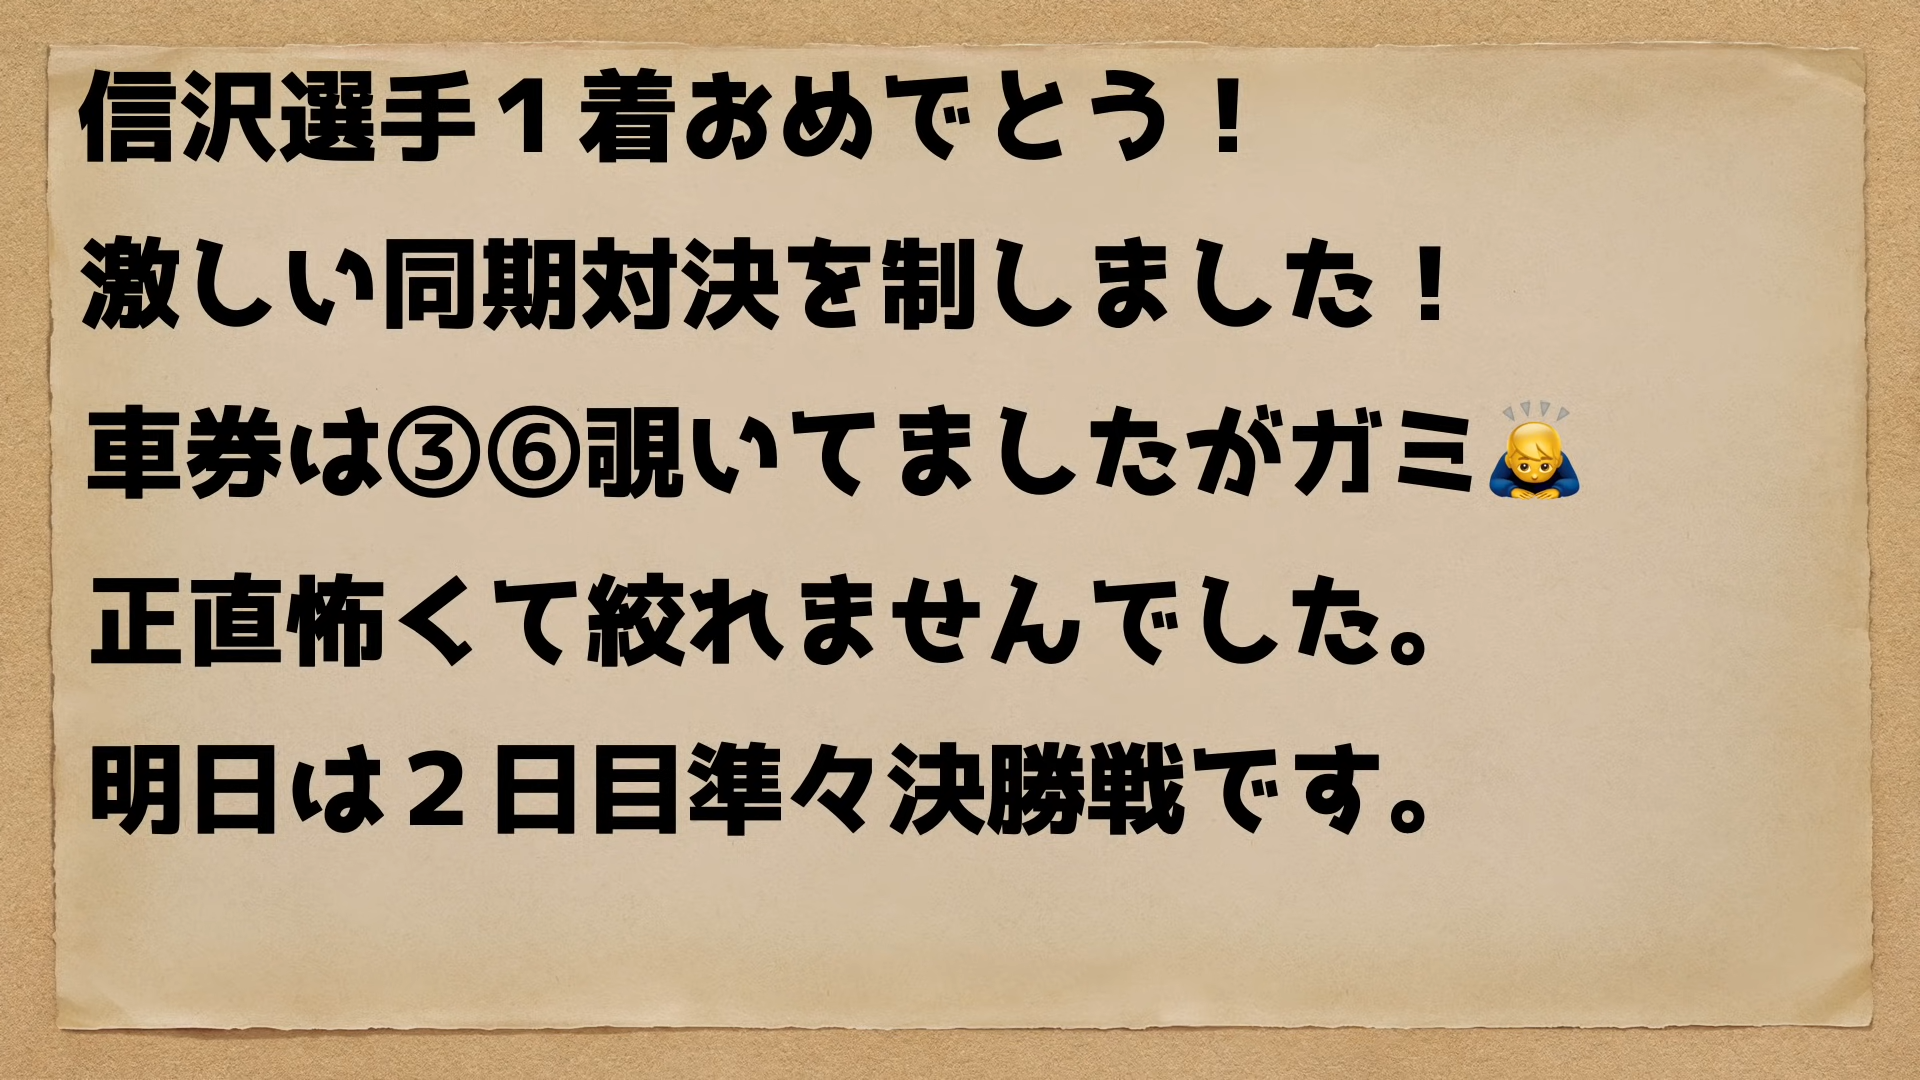 信沢選手１着おめでとう！
激しい同期対決を制しました！
車券は③⑥覗いてましたがガミ🙇
正直怖くて絞れませんでした。
明日は２日目準々決勝戦です。